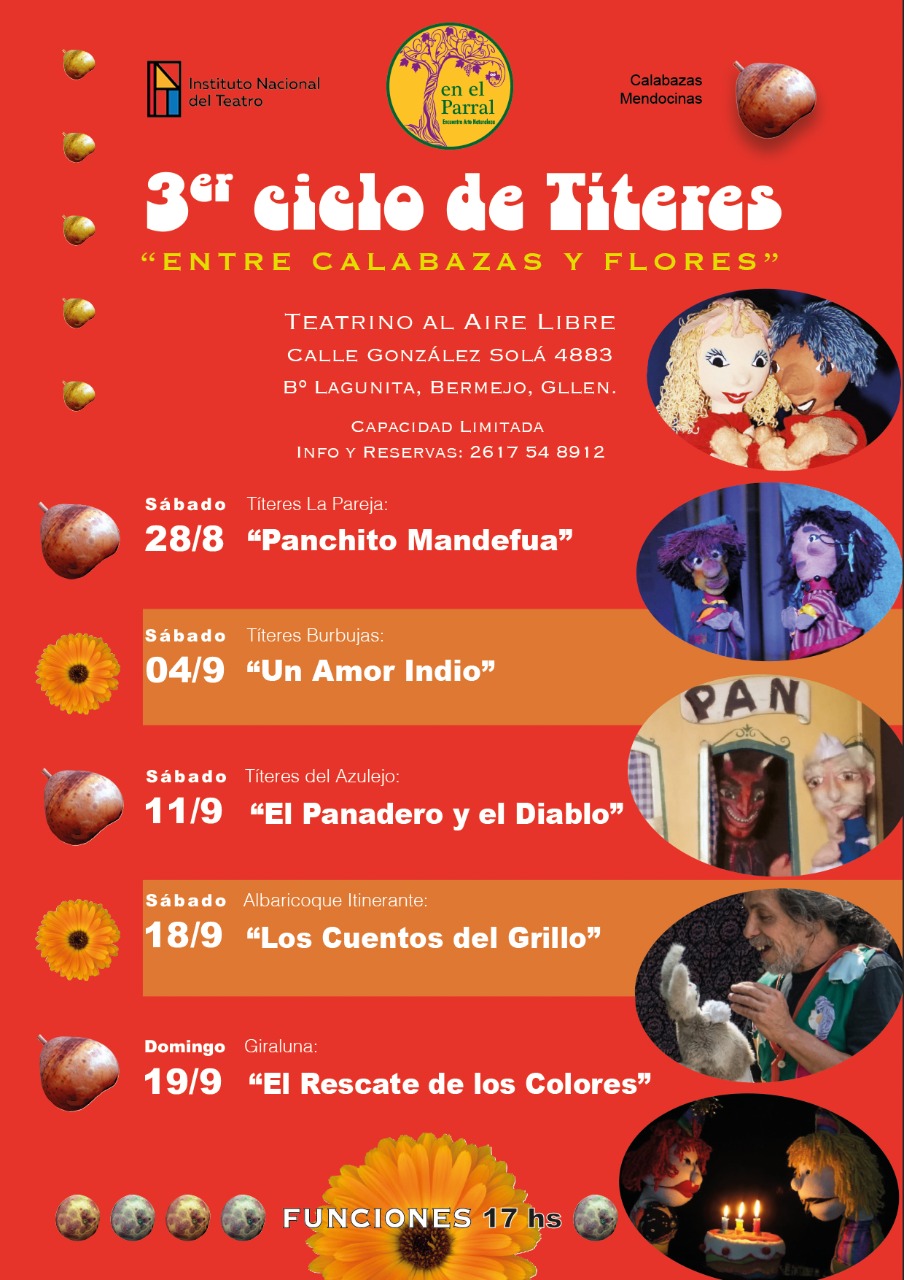 Instituto Nacional
del Teatro
en el
Parral
Encuentro Arte Naturaleza
Calabazas
Mendocinas
3er ciclo de Títeres
“ENTRE CALABAZAS Y FLORES”
Teatrino al Aire Libre
Calle González Solá 4883
Bº Lagunita, Bermejo, Gllen.
Capacidad Limitada
Info y Reservas: 2617 54 8912
Sábado Títeres La Pareja:
28/8 “Panchito Mandefua”
Sábado Títeres Burbujas:
04/9 “Un Amor Indio”
PAN
Sábado Títeres del Azulejo:
11/9 “El Panadero y el Diablo”
Sábado Albaricoque Itinerante:
18/9 “Los Cuentos del Grillo”
Domingo Giraluna:
19/9 “El Rescate de los Colores”
FUNCIONES 17 hs